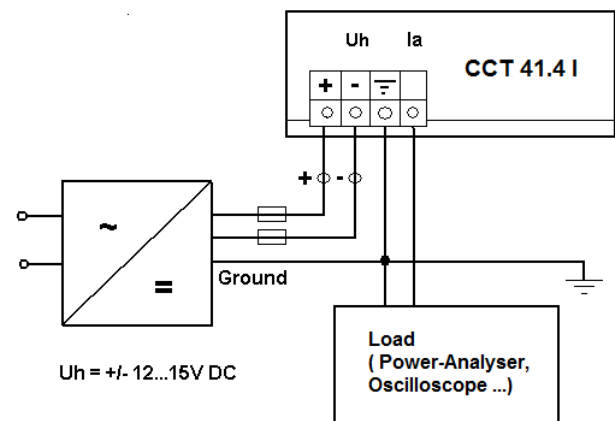 Uh Ia
CCT 41.4 I
+ -
+ -
~
=
Ground
Uh = +/- 12...15V DC
Load
( Power-Analyser,
Oscilloscope ...)